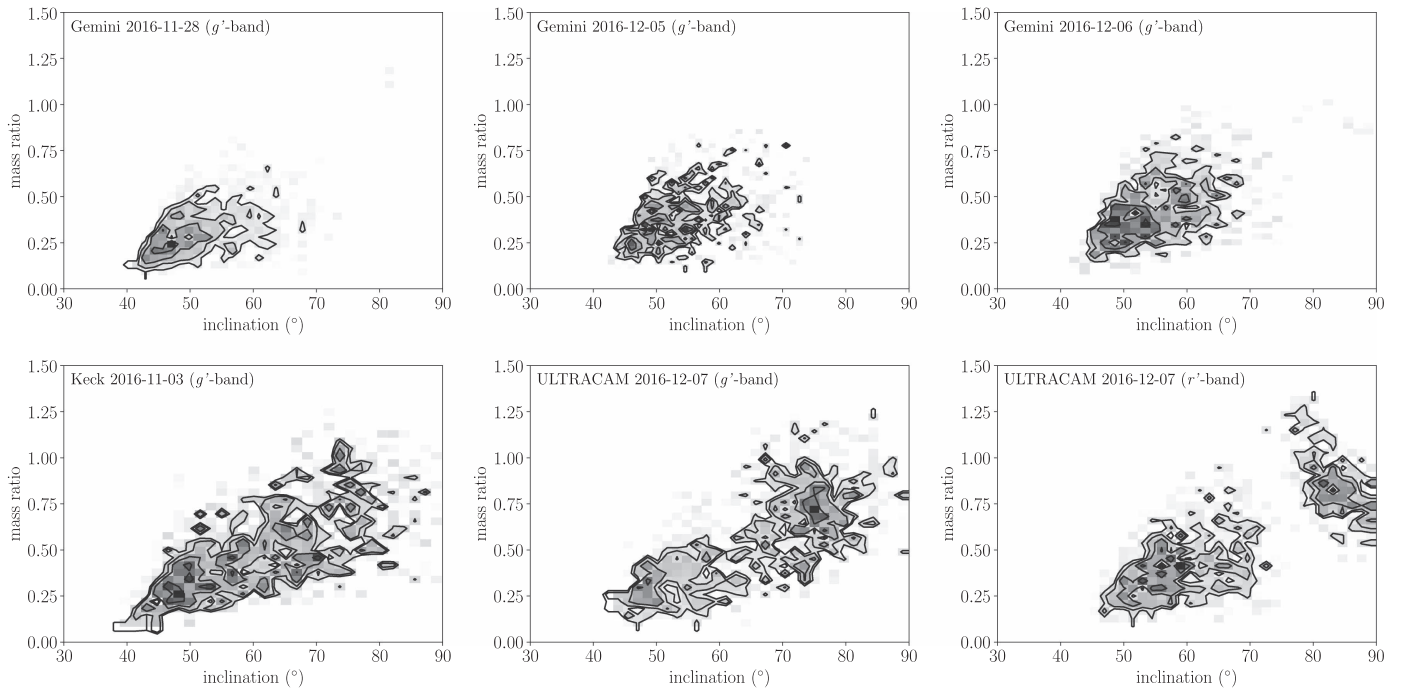 Gemini 2016-11-28 (g'-band)
mass ratio
1.50
1.25
1.00
0.75
0.50
0.25
0.00
30 40 50 60 70 80 90
inclination (°)
Gemini 2016-12-05 (g'-band)
mass ratio
1.50
1.25
1.00
0.75
0.50
0.25
0.00
30 40 50 60 70 80 90
inclination (°)
Gemini 2016-12-06 (g'-band)
mass ratio
1.50
1.25
1.00
0.75
0.50
0.25
0.00
30 40 50 60 70 80 90
inclination (°)
Keck 2016-11-03 (g'-band)
mass ratio
1.50
1.25
1.00
0.75
0.50
0.25
0.00
30 40 50 60 70 80 90
inclination (°)
ULTRACAM 2016-12-07 (g'-band)
mass ratio
1.50
1.25
1.00
0.75
0.50
0.25
0.00
30 40 50 60 70 80 90
inclination (°)
ULTRACAM 2016-12-07 (r'-band)
mass ratio
1.50
1.25
1.00
0.75
0.50
0.25
0.00
30 40 50 60 70 80 90
inclination (°)